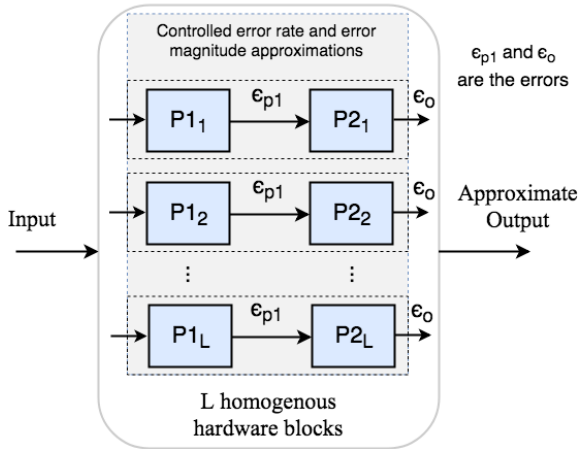 Controlled error rate and error
magnitude approximations
ϵp1 and ϵo
are the errors
ϵp1
ϵo
P11
P21
ϵp1
ϵo
P12
P22
Input
Approximate
Output
⋮ ⋮
ϵp1
ϵo
P1L
P2L
L homogenous
hardware blocks